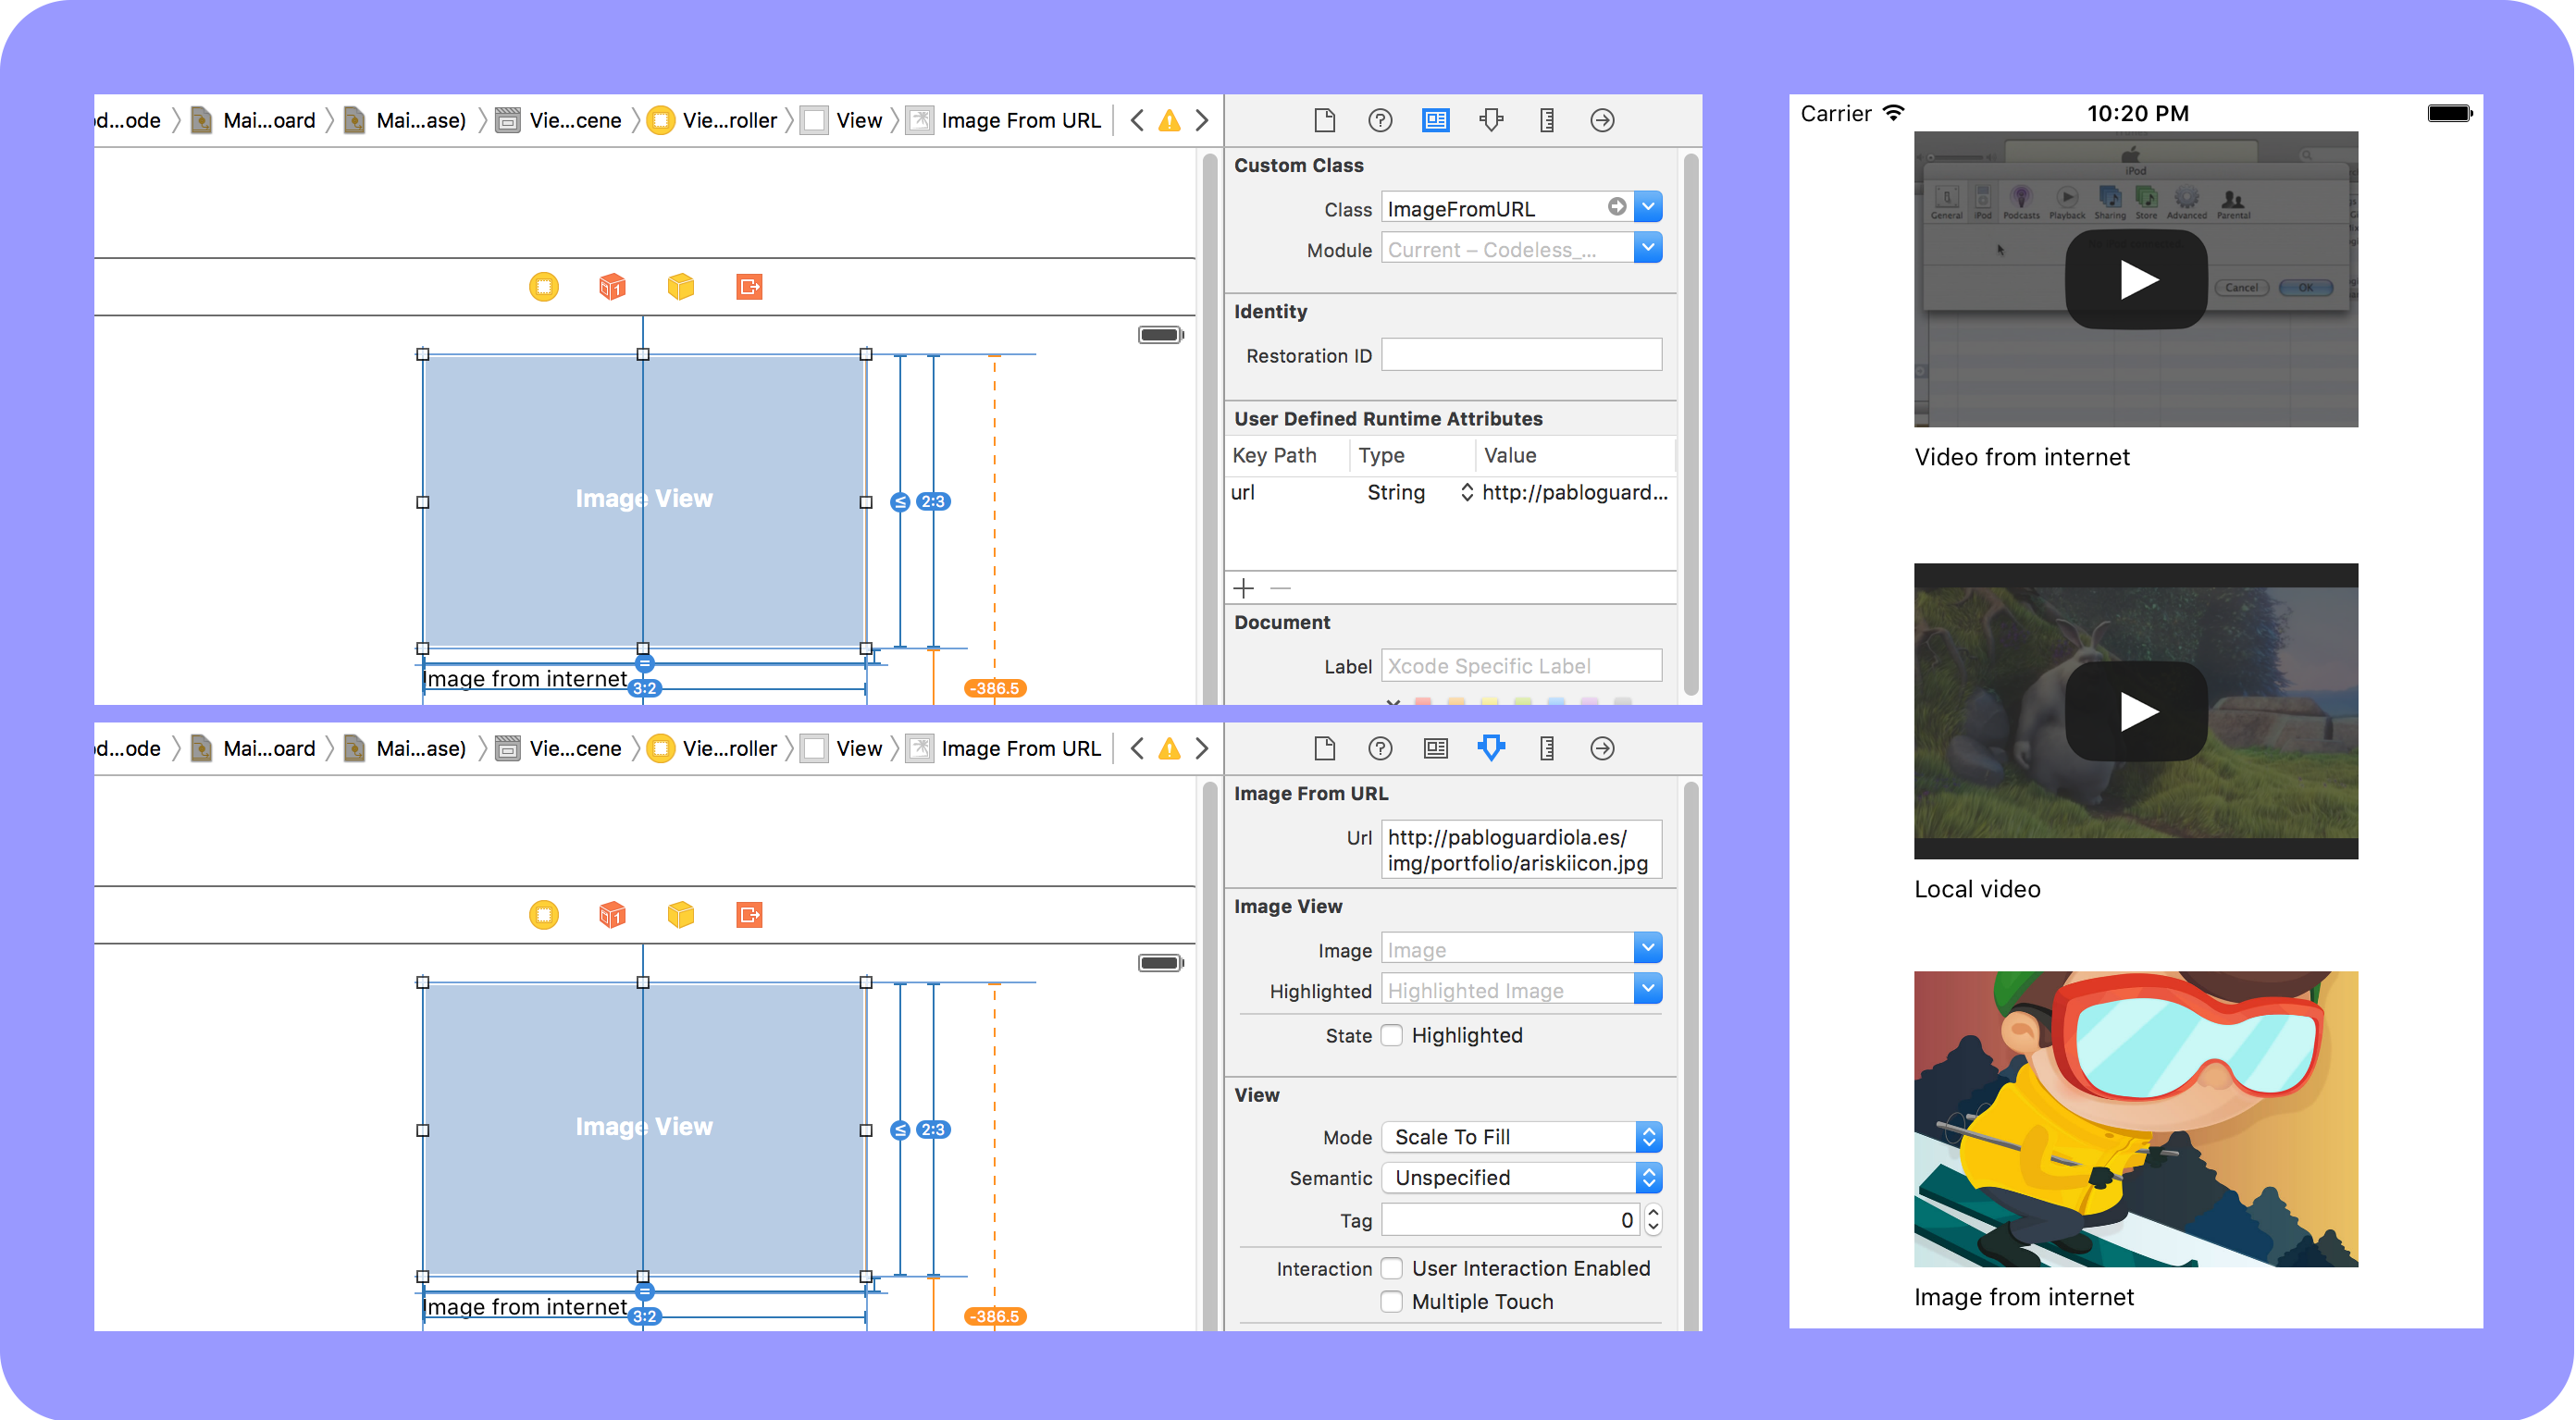 od...ode Mai...oard Mai...ase) Vie...cene Vie...roller View Image From URL
Image View
≤ 2:3
=
Image from internet
3:2
-386.5
Custom Class
Class ImageFromURL
Module Current – Codeless_...
Identity
Restoration ID
User Defined Runtime Attributes
Key Path Type Value
url String http://pabloguard...
Document
Label Xcode Specific Label
od...ode Mai...oard Mai...ase) Vie...cene Vie...roller View Image From URL
1
Image View
≤ 2:3
=
Image from internet
3:2
-386.5
Image From URL
Url http://pabloguardiola.es/
img/portfolio/ariskiicon.jpg
Image View
Image Image
Highlighted Highlighted Image
State Highlighted
View
Mode Scale To Fill
Semantic Unspecified
Tag 0
Interaction User Interaction Enabled
Multiple Touch
Carrier 10:20 PM
iPod
General iPod Podcasts Playback Sharing Store Advanced Parental
Cancel OK
Video from internet
Local video
Image from internet